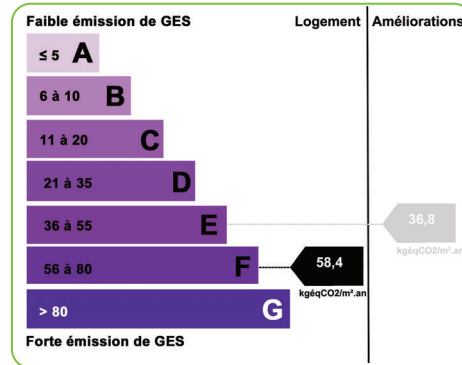 Faible émission de GES Logement Améliorations
≤ 5 A
6 à 10 B
11 à 20 C
21 à 35 D
36 à 55 E 36,8
kgéqCO2/m².an
56 à 80 F 58,4
kgéqCO2/m².an
> 80 G
Forte émission de GES